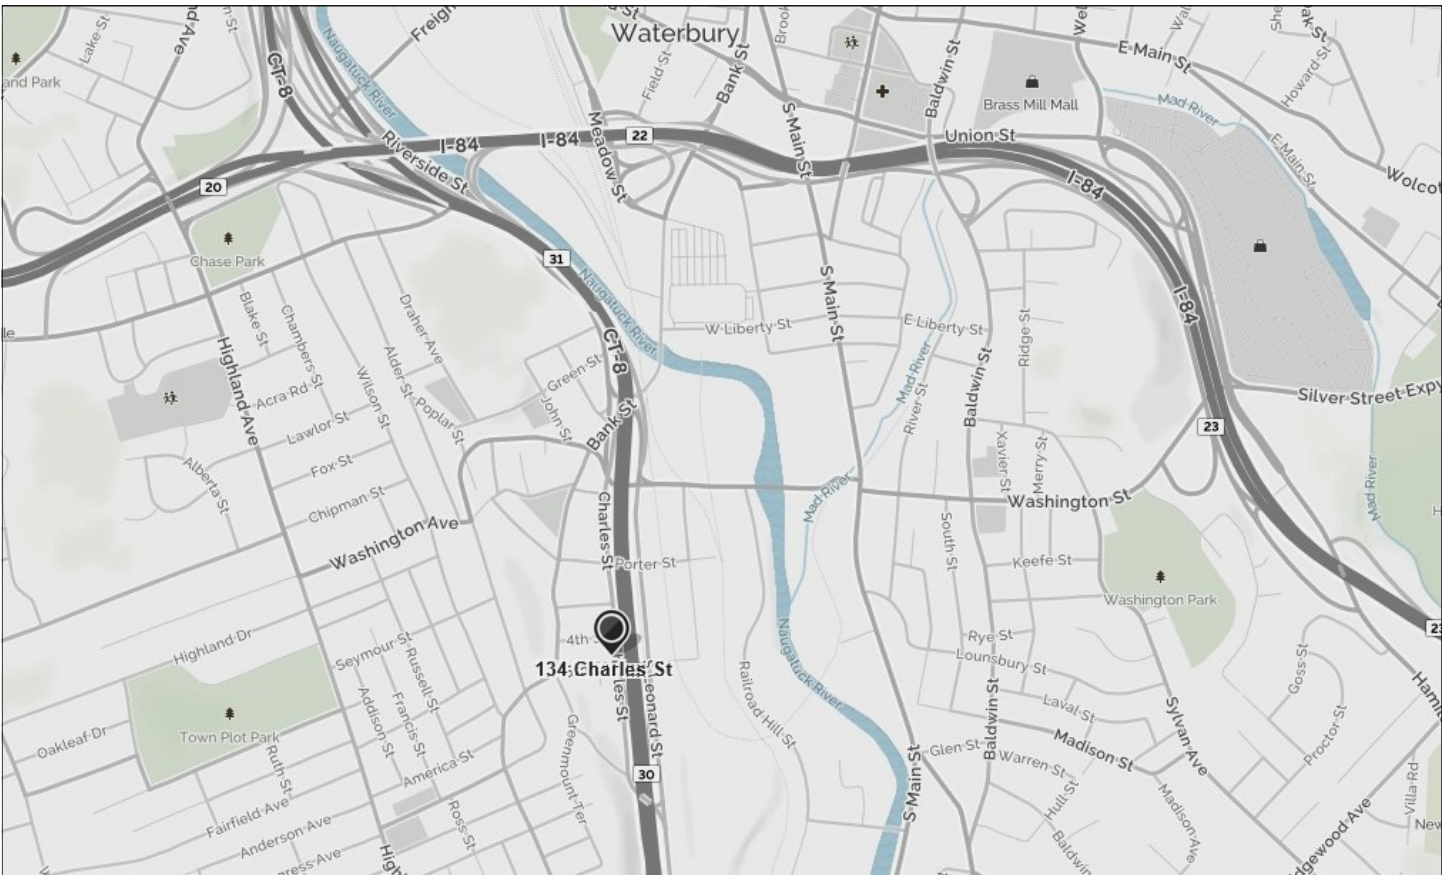 Naugatuck River
CT-8
Lake St
and Park
Waterbury
Field St
Bank St
S Main St
Baldwin St
Brass Mill Mall
E Main St
Howard St
Mad River
E Main St
Union St
I-84
I-84
22
Meadow St
Riverside St
20
I-84
Chase Park
31
Naugatuck River
S Main St
W Liberty St
E Liberty St
Ridge St
I-84
Blake St
Chambers St
Draher Ave
Highland Ave
Alder St
Wilson St
Acra Rd
Poplar St
Green St
John St
CT-8
Bank St
Mad River
River St
Baldwin St
Silver Street Expy
23
Lawlor St
Fox St
Chipman St
Alberta St
Washington Ave
Charles St
Mad River
Xavier St
Merry St
Washington St
Mad River
South St
Keefe St
Porter St
Washington Park
4th
134 Charles St
Highland Dr
Seymour St
Russell St
Francis St
Addison St
Naugatuck River
Rye St
Lounsbury St
Laval St
Goss St
Railroad Hill St
Oakleaf Dr
Town Plot Park
Ruth St
America St
Greenmount Ter
30
Baldwin St
Glen St
Warren St
Madison St
Sylvan Ave
Proctor St
S Main St
Hull St
Madison Ave
Villa Rd
Fairfield Ave
Anderson Ave
Ross St
Baldwin